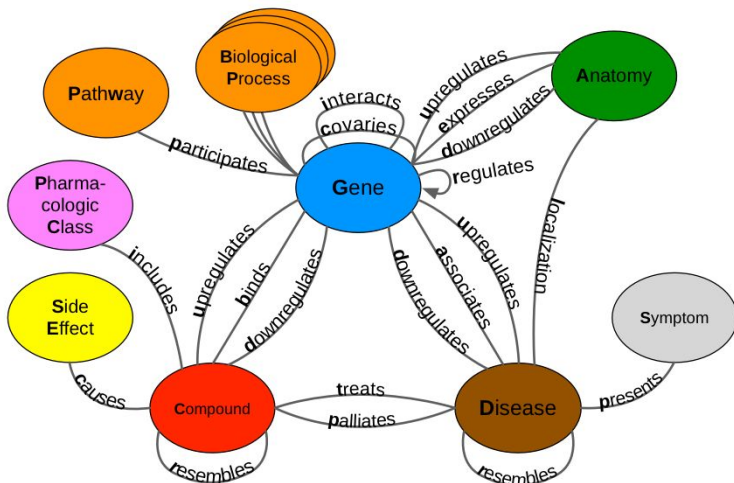 Biological
Process
Pathway
Anatomy
upregulates
expresses
downregulates
interacts
covaries
participates
Gene
regulates
Pharma-
cologic
Class
includes
upregulates
binds
downregulates
downregulates
associates
upregulates
localization
Side
Effect
Symptom
causes
Compound
treats
palliates
Disease
presents
resembles
resembles